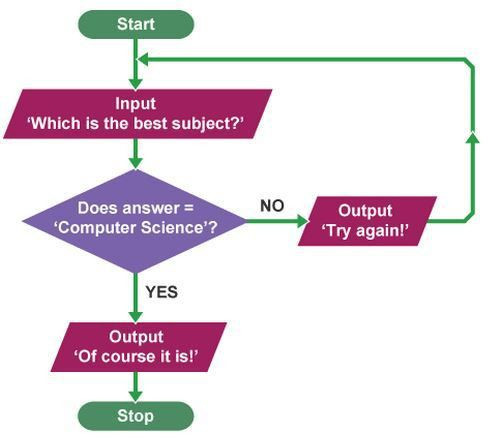 Start
Input
‘Which is the best subject?’
Does answer =
‘Computer Science’?
NO
Output
‘Try again!’
YES
Output
‘Of course it is!’
Stop